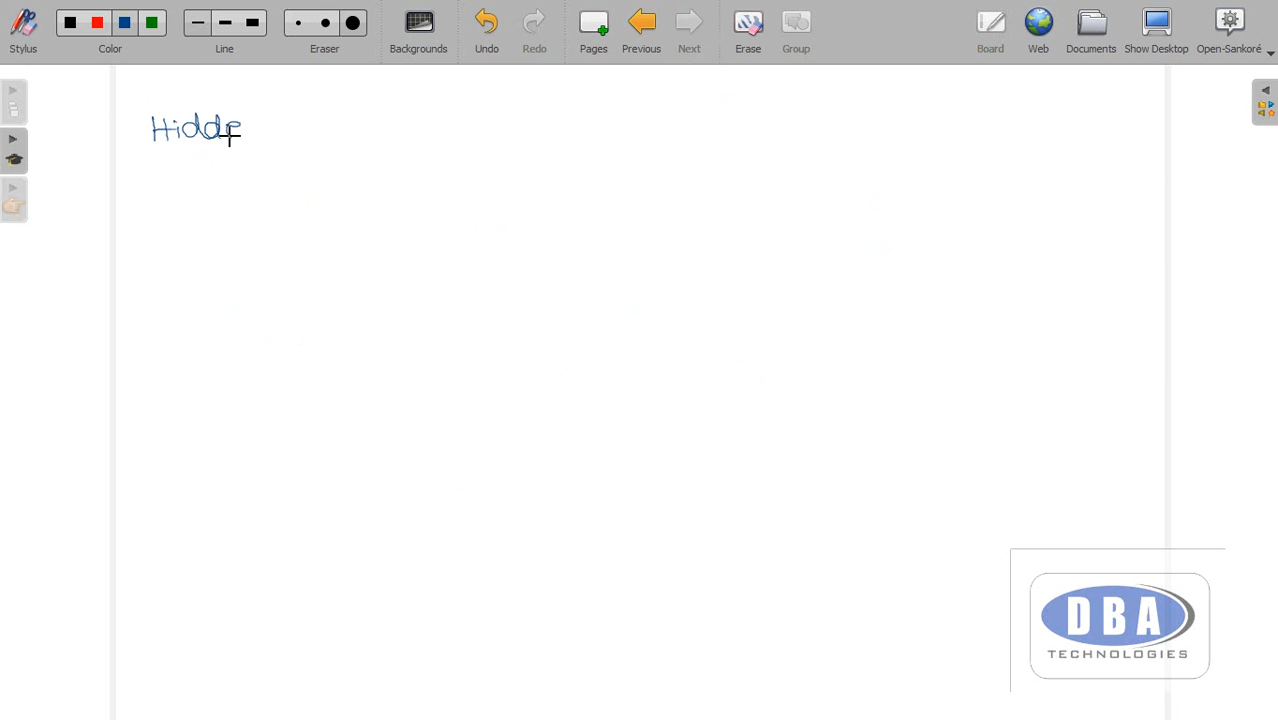 Stylus Color Line Eraser Backgrounds Undo Redo Pages Previous Next Erase Group Board Web Documents Show Desktop Open-Sankoré
Hidde
DBA
TECHNOLOGIES